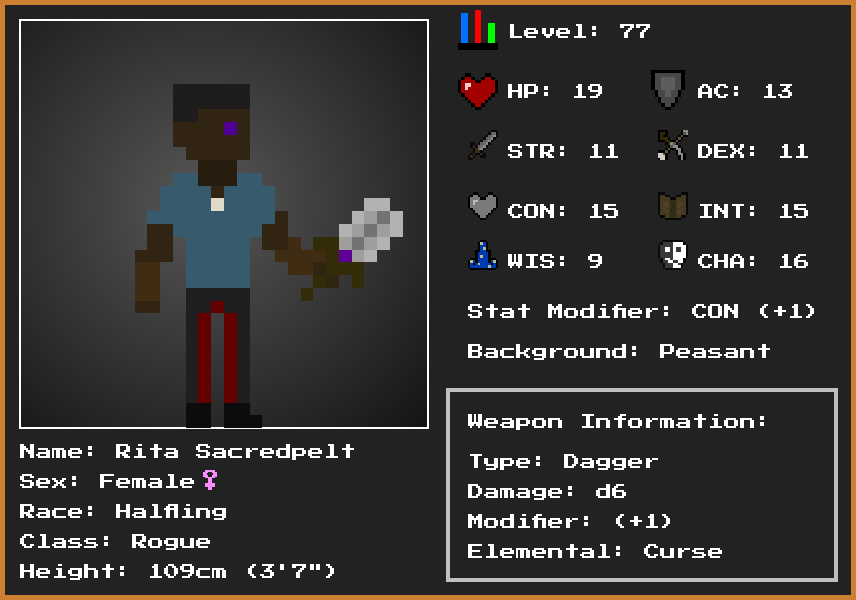 Level: 77
HP: 19
AC: 13
STR: 11
DEX: 11
CON: 15
INT: 15
WIS: 9
CHA: 16
Stat Modifier: CON (+1)
Background: Peasant
Weapon Information:
Type: Dagger
Damage: d6
Modifier: (+1)
Elemental: Curse
Name: Rita Sacredpelt
Sex: Female♀
Race: Halfling
Class: Rogue
Height: 109cm (3'7")